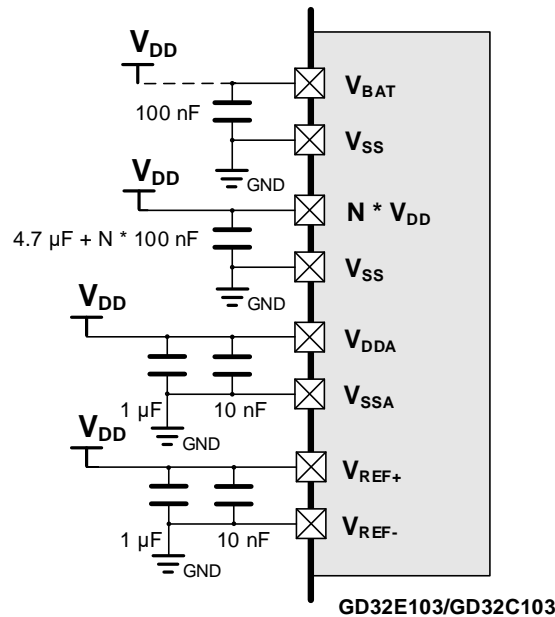 VDD
VBAT
100 nF
VSS
GND
VDD
N * VDD
4.7 µF + N * 100 nF
VSS
GND
VDD
VDDA
1 µF
10 nF
VSSA
GND
VDD
VREF+
1 µF
10 nF
VREF-
GND
GD32E103/GD32C103